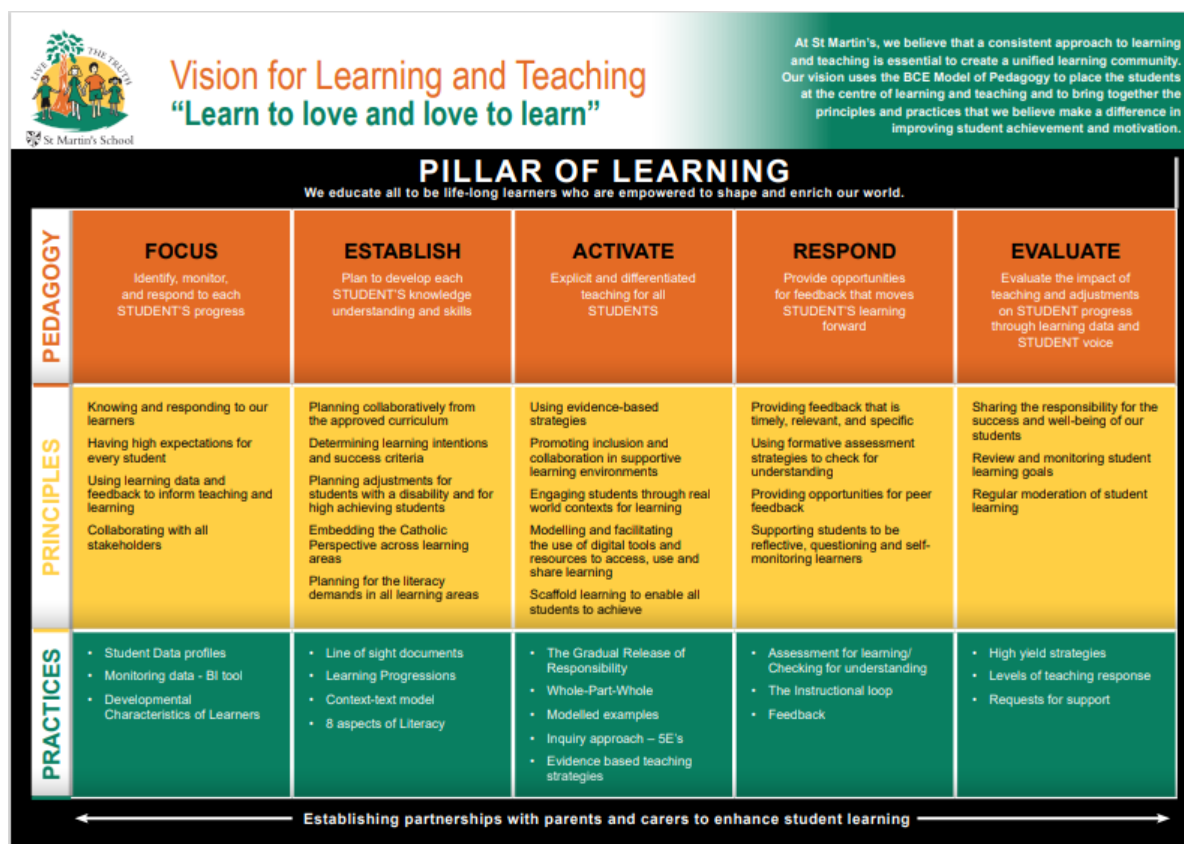 LIVE THE TRUTH
St Martin's School
Vision for Learning and Teaching
“Learn to love and love to learn”
At St Martin's, we believe that a consistent approach to learning
and teaching is essential to create a unified learning community.
Our vision uses the BCE Model of Pedagogy to place the students
at the centre of learning and teaching and to bring together the
principles and practices that we believe make a difference in
improving student achievement and motivation.
PILLAR OF LEARNING
We educate all to be life-long learners who are empowered to shape and enrich our world.
PEDAGOGY
FOCUS
Identify, monitor,
and respond to each
STUDENT'S progress
ESTABLISH
Plan to develop each
STUDENT'S knowledge
understanding and skills
ACTIVATE
Explicit and differentiated
teaching for all
STUDENTS
RESPOND
Provide opportunities
for feedback that moves
STUDENT'S learning
forward
EVALUATE
Evaluate the impact of
teaching and adjustments
on STUDENT progress
through learning data and
STUDENT voice
PRINCIPLES
Knowing and responding to our
learners
Having high expectations for
every student
Using learning data and
feedback to inform teaching and
learning
Collaborating with all
stakeholders
Planning collaboratively from
the approved curriculum
Determining learning intentions
and success criteria
Planning adjustments for
students with a disability and for
high achieving students
Embedding the Catholic
Perspective across learning
areas
Planning for the literacy
demands in all learning areas
Using evidence-based
strategies
Promoting inclusion and
collaboration in supportive
learning environments
Engaging students through real
world contexts for learning
Modelling and facilitating
the use of digital tools and
resources to access, use and
share learning
Scaffold learning to enable all
students to achieve
Providing feedback that is
timely, relevant, and specific
Using formative assessment
strategies to check for
understanding
Providing opportunities for peer
feedback
Supporting students to be
reflective, questioning and self-
monitoring learners
Sharing the responsibility for the
success and well-being of our
students
Review and monitoring student
learning goals
Regular moderation of student
learning
PRACTICES
• Student Data profiles
• Monitoring data - BI tool
• Developmental
Characteristics of Learners
• Line of sight documents
• Learning Progressions
• Context-text model
• 8 aspects of Literacy
• The Gradual Release of
Responsibility
• Whole-Part-Whole
• Modelled examples
• Inquiry approach – 5E's
• Evidence based teaching
strategies
• Assessment for learning/
Checking for understanding
• The Instructional loop
• Feedback
• High yield strategies
• Levels of teaching response
• Requests for support
Establishing partnerships with parents and carers to enhance student learning